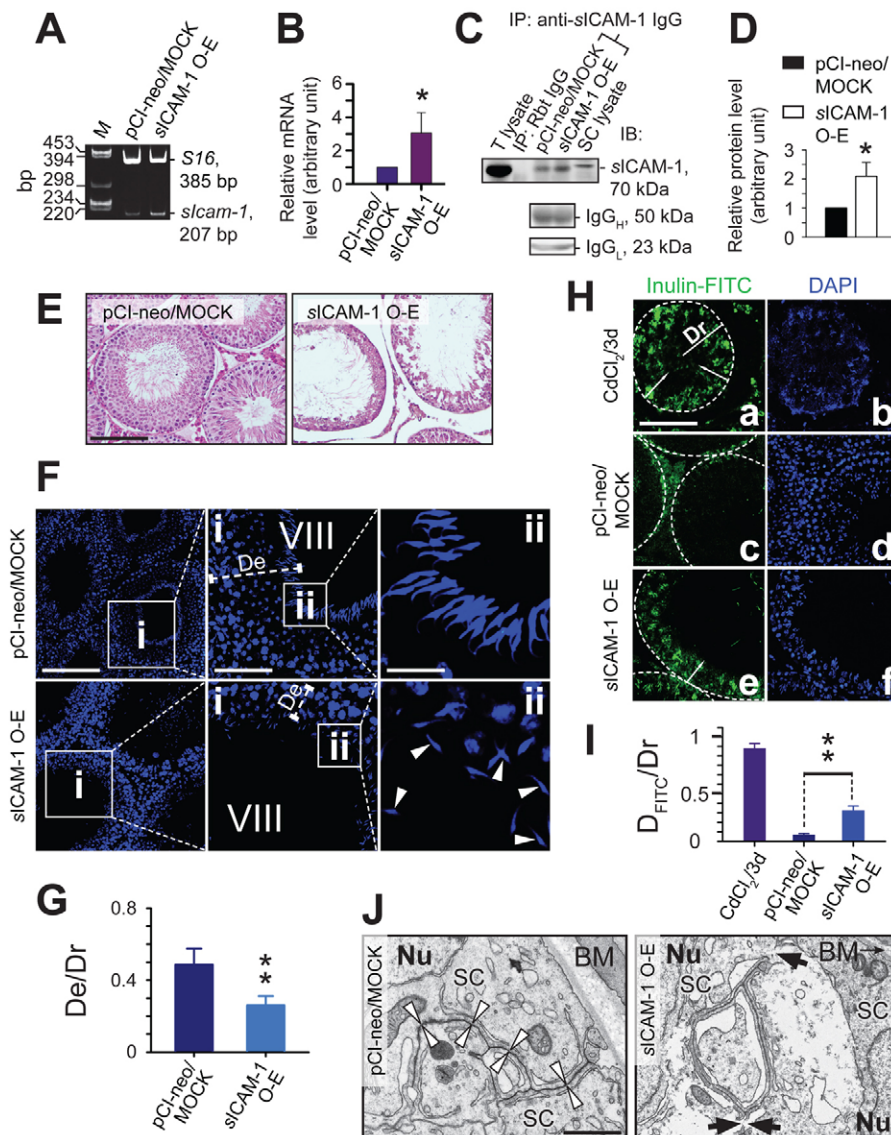 A
M
pCI-neo/MOCK
sICAM-1 O-E
bp
453
394
298
234
220
S16,
385 bp
sIcam-1,
207 bp
B
Relative mRNA
level (arbitrary unit)
6
4
2
0
*
pCI-neo/
MOCK
sICAM-1
O-E
C
IP: anti-sICAM-1 IgG
T lysate
IP: Rbt IgG
pCI-neo/MOCK
sICAM-1 O-E
SC lysate
IB:
sICAM-1,
70 kDa
IgGH, 50 kDa
IgGL, 23 kDa
D
pCI-neo/
MOCK
sICAM-1
O-E
Relative protein level
(arbitrary unit)
3
2
1
0
*
E
pCI-neo/MOCK
sICAM-1 O-E
F
pCI-neo/MOCK
i
i
VIII
De
ii
ii
sICAM-1 O-E
i
i
De
ii
VIII
ii
G
De/Dr
0.8
0.4
0
* *
pCI-neo/
MOCK
sICAM-1
O-E
H
Inulin-FITC
DAPI
CdCl2/3d
Dr
a
b
pCI-neo/
MOCK
c
d
sICAM-1 O-E
e
f
I
DFITC/Dr
1
0.5
0
* *
CdCl2/3d
pCI-neo/
MOCK
sICAM-1
O-E
J
pCI-neo/MOCK
Nu
SC
BM
SC
sICAM-1 O-E
Nu
SC
BM
SC
Nu